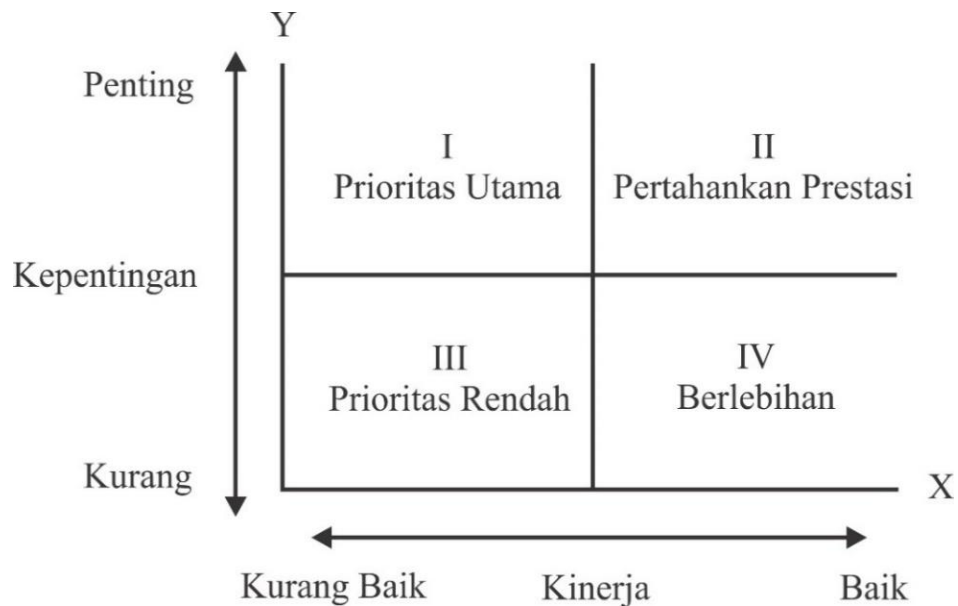 Y
Penting
I
Prioritas Utama
II
Pertahankan Prestasi
Kepentingan
III
Prioritas Rendah
IV
Berlebihan
Kurang
X
Kurang Baik
Kinerja
Baik